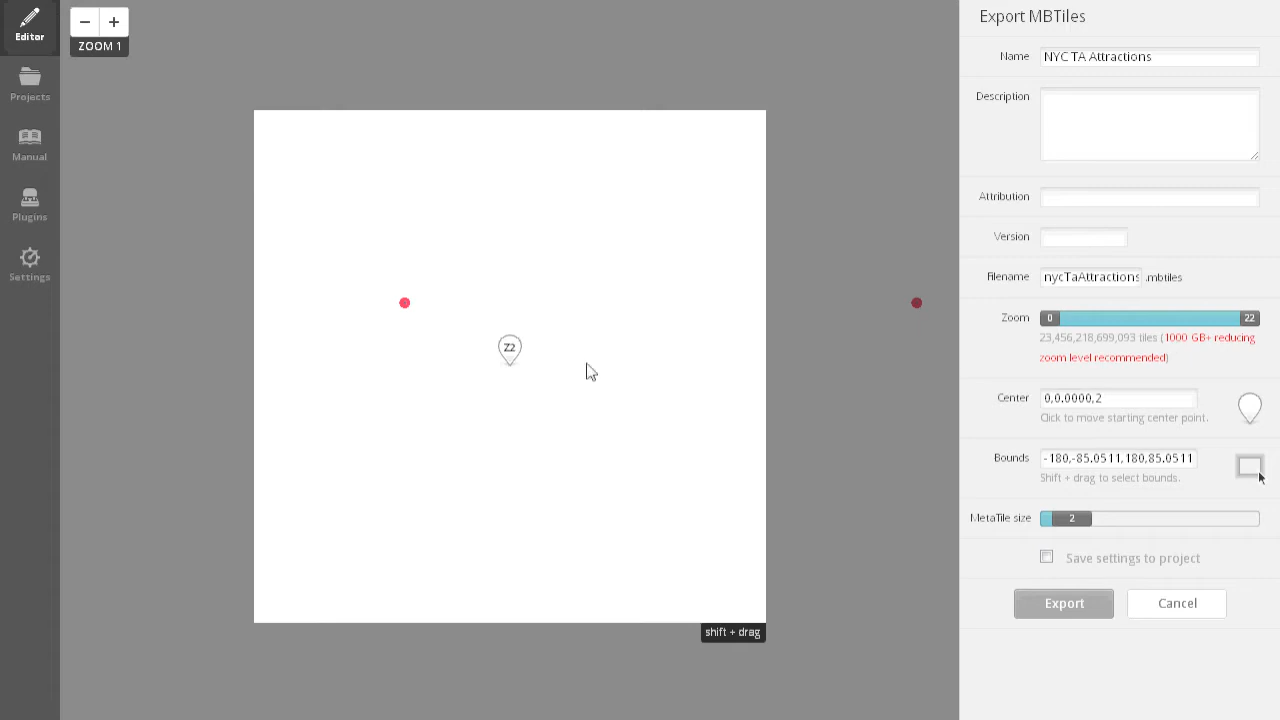 Editor
Projects
Manual
Plugins
Settings
ZOOM 1
Z2
shift + drag
Export MBTiles
Name NYC TA Attractions
Description
Attribution
Version
Filename nycTaAttractions .mbtiles
Zoom 0 22
23,456,218,699,093 tiles (1000 GB+ reducing
zoom level recommended)
Center 0,0.0000,2
Click to move starting center point.
Bounds -180,-85.0511,180,85.0511
Shift + drag to select bounds.
MetaTile size 2
Save settings to project
Export Cancel